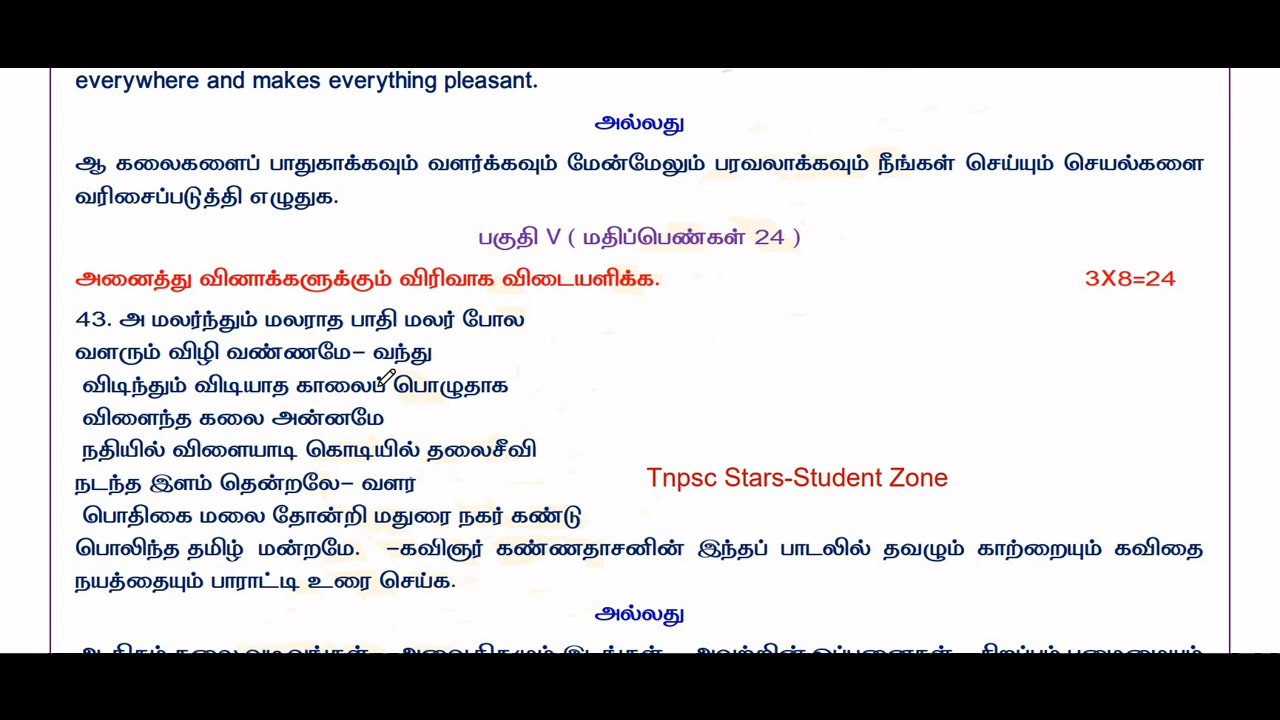 everywhere and makes everything pleasant.
அல்லது
ஆ கலைகளைப் பாதுகாக்கவும் வளர்க்கவும் மேன்மேலும் பரவலாக்கவும் நீங்கள் செய்யும் செயல்களை
வரிசைப்படுத்தி எழுதுக.
பகுதி V ( மதிப்பெண்கள் 24 )
அனைத்து வினாக்களுக்கும் விரிவாக விடையளிக்க. 3X8=24
43. அ மலர்ந்தும் மலராத பாதி மலர் போல
வளரும் விழி வண்ணமே– வந்து
விடிந்தும் விடியாத காலைப் பொழுதாக
விளைந்த கலை அன்னமே
நதியில் விளையாடி கொடியில் தலைசீவி
நடந்த இளம் தென்றலே– வளர்
Tnpsc Stars-Student Zone
பொதிகை மலை தோன்றி மதுரை நகர் கண்டு
பொலிந்த தமிழ் மன்றமே. –கவிஞர் கண்ணதாசனின் இந்தப் பாடலில் தவழும் காற்றையும் கவிதை
நயத்தையும் பாராட்டி உரை செய்க.
அல்லது